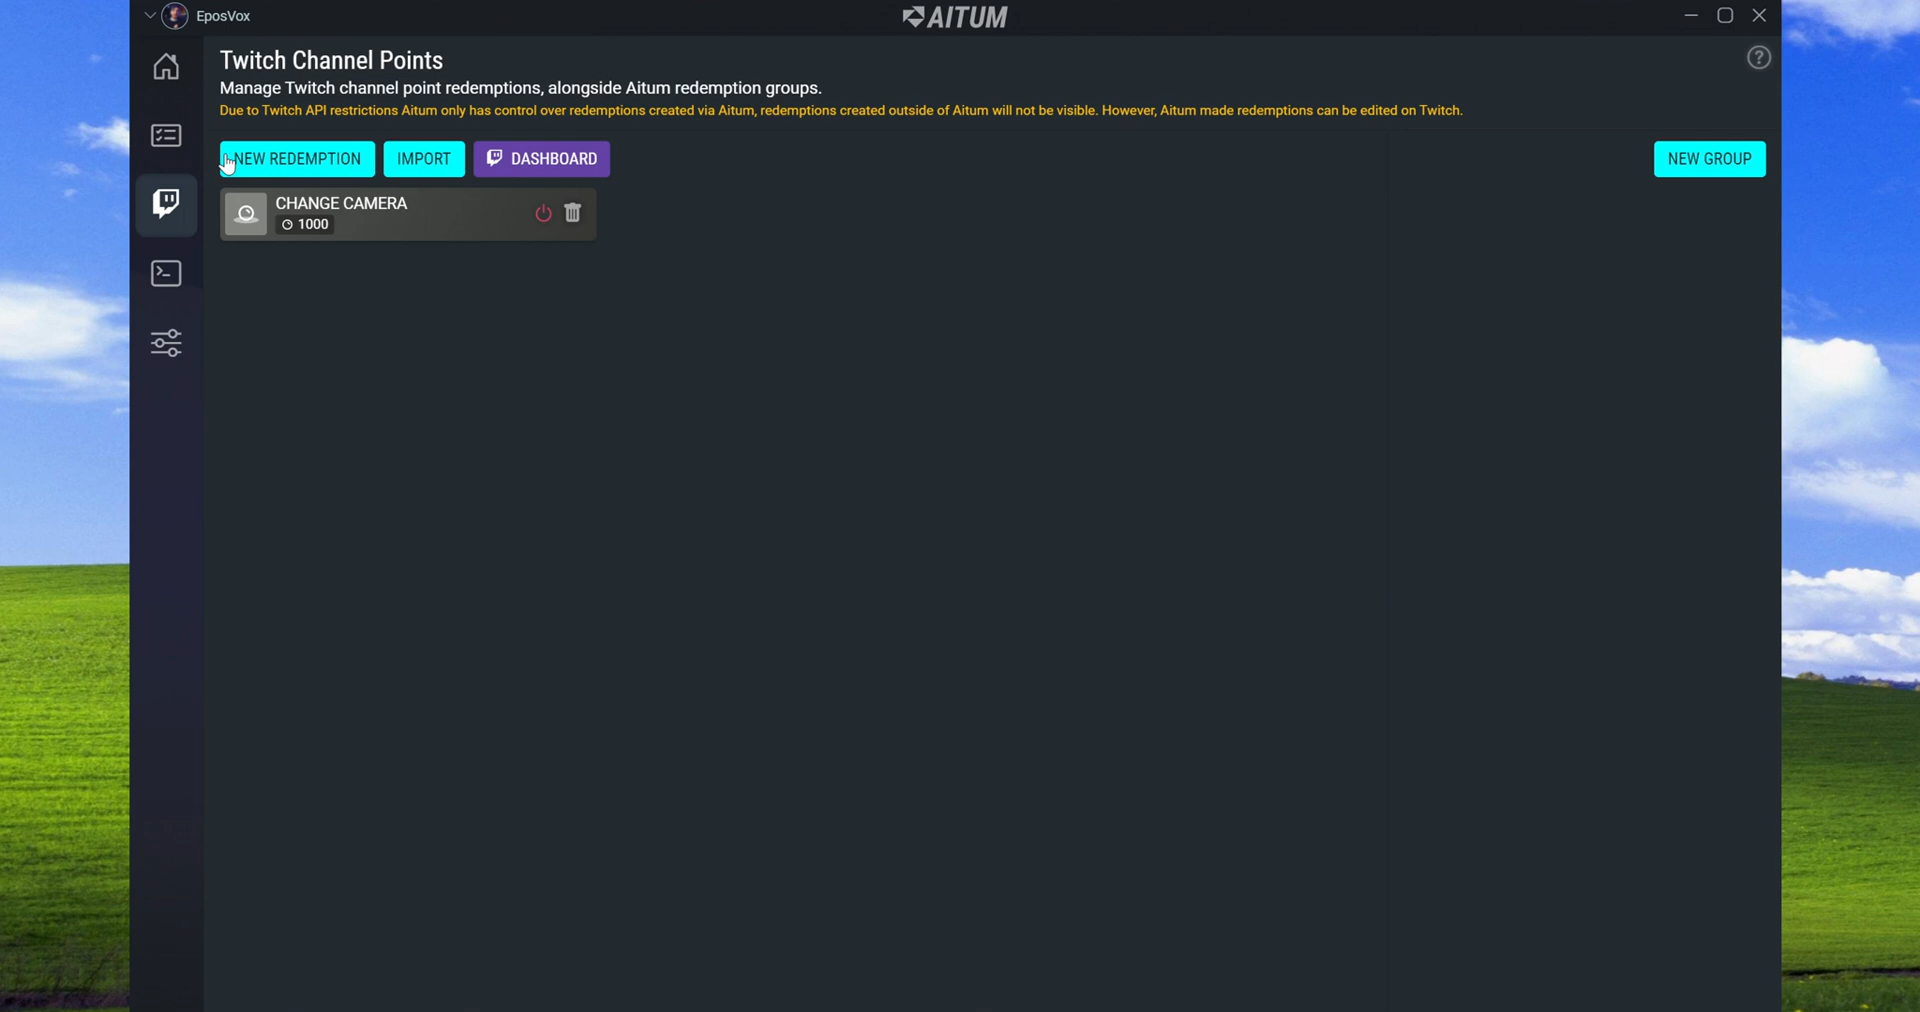 EposVox
AITUM
Twitch Channel Points
Manage Twitch channel point redemptions, alongside Aitum redemption groups.
Due to Twitch API restrictions Aitum only has control over redemptions created via Aitum, redemptions created outside of Aitum will not be visible. However, Aitum made redemptions can be edited on Twitch.
NEW REDEMPTION IMPORT DASHBOARD NEW GROUP
CHANGE CAMERA
1000